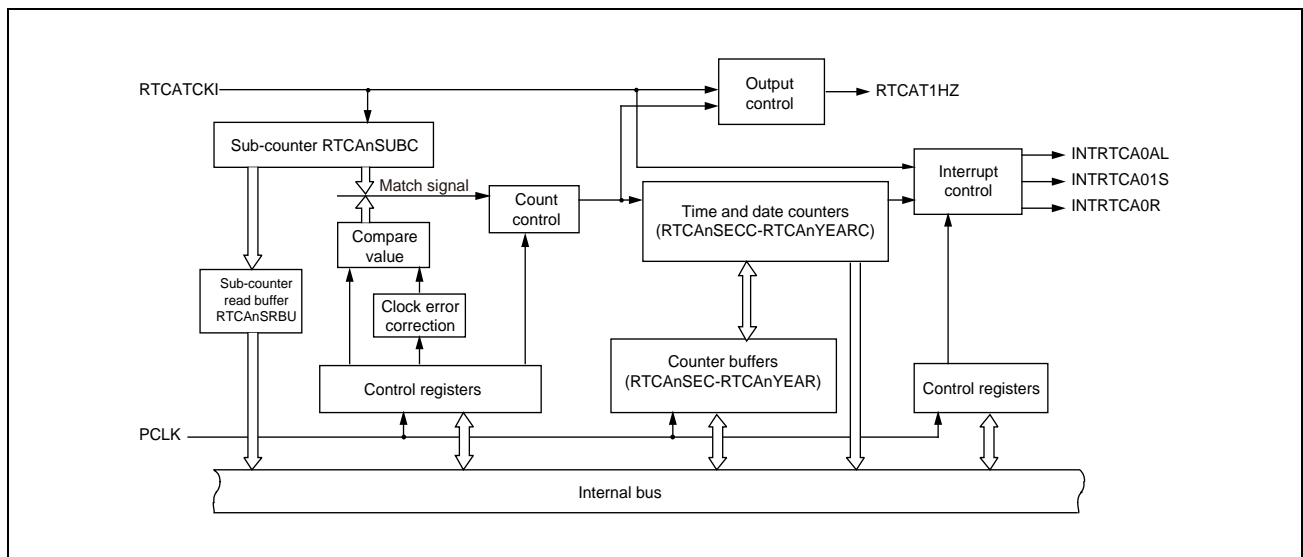 RTCATCKI
Output
control
RTCAT1HZ
Sub-counter RTCAnSUBC
Match signal
Count
control
Time and date counters
(RTCAnSECC-RTCAnYEARC)
Interrupt
control
INTRTCA0AL
INTRTCA01S
INTRTCA0R
Compare
value
Sub-counter
read buffer
RTCAnSRBU
Clock error
correction
Control registers
Counter buffers
(RTCAnSEC-RTCAnYEAR)
Control registers
PCLK
Internal bus